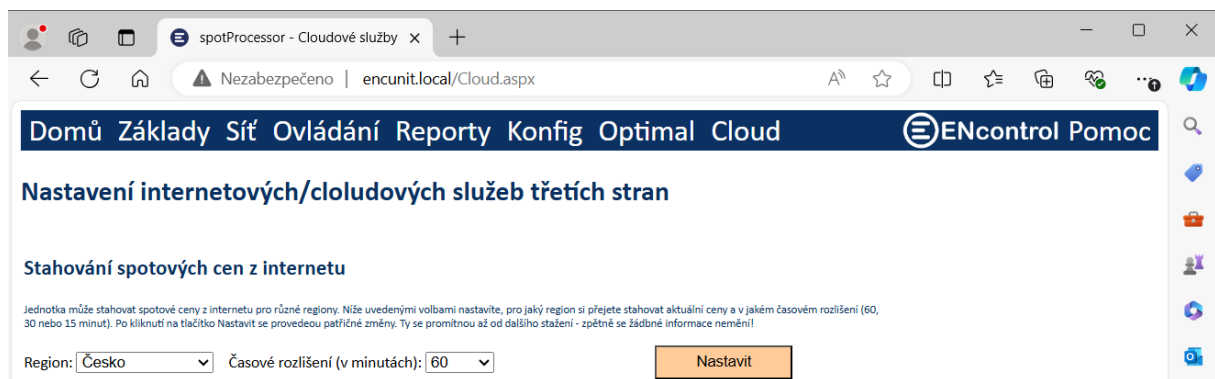 spotProcessor - Cloudové služby
Nezabezpečeno | encunit.local/Cloud.aspx
Domů Základy Síť Ovládání Reporty Konfig Optimal Cloud ENcontrol Pomoc
Nastavení internetových/cloludových služeb třetích stran
Stahování spotových cen z internetu
Jednotka může stahovat spotové ceny z internetu pro různé regiony. Níže uvedenými volbami nastavíte, pro jaký region si přejete stahovat aktuální ceny a v jakém časovém rozlišení (60,
30 nebo 15 minut). Po kliknutí na tlačítko Nastavit se provedeou patřičné změny. Ty se promítnou až od dalšího stažení - zpětně se žádbné informace nemění!
Region: Česko Časové rozlišení (v minutách): 60 Nastavit